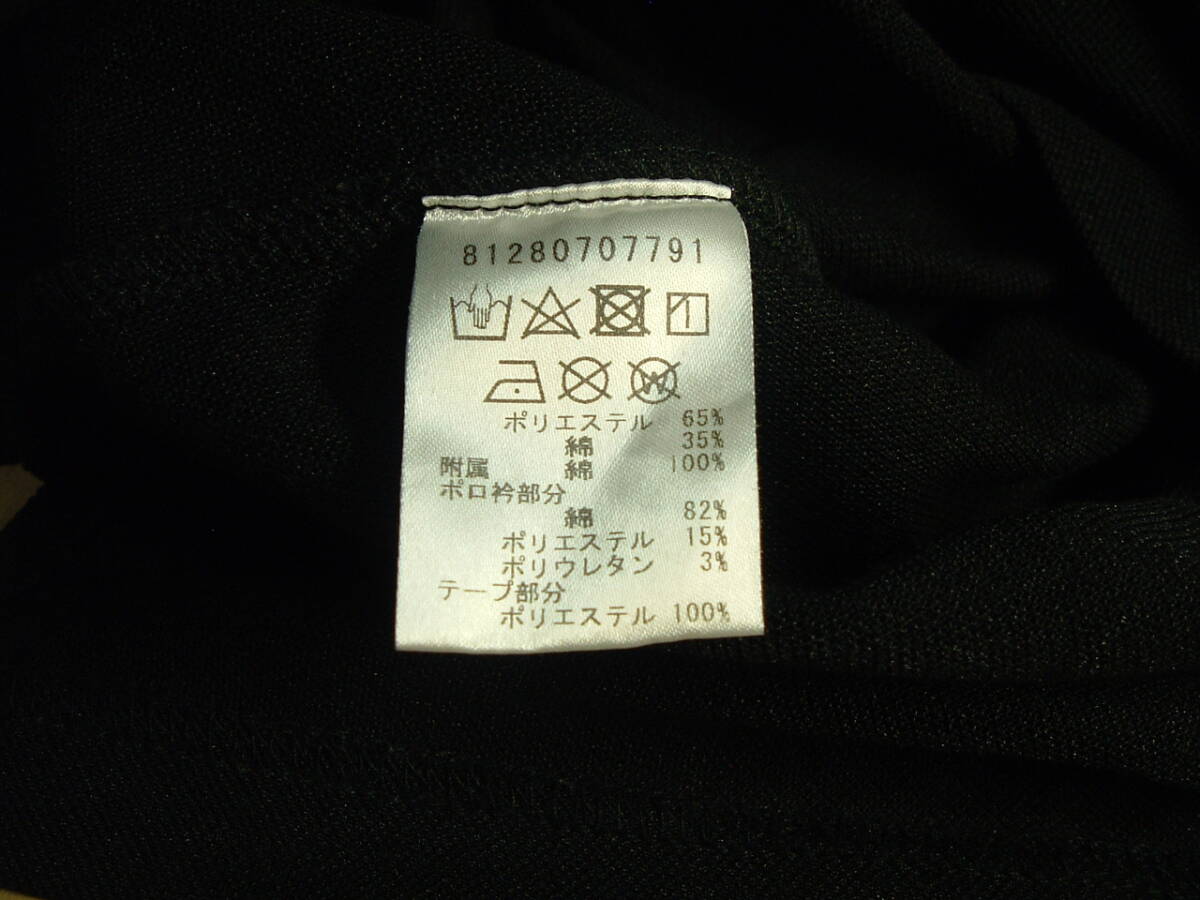 81280707791
W
ポリエステル 65%
綿 35%
附属 綿 100%
ポロ衿部分
綿 82%
ポリエステル 15%
ポリウレタン 3%
テープ部分
ポリエステル 100%